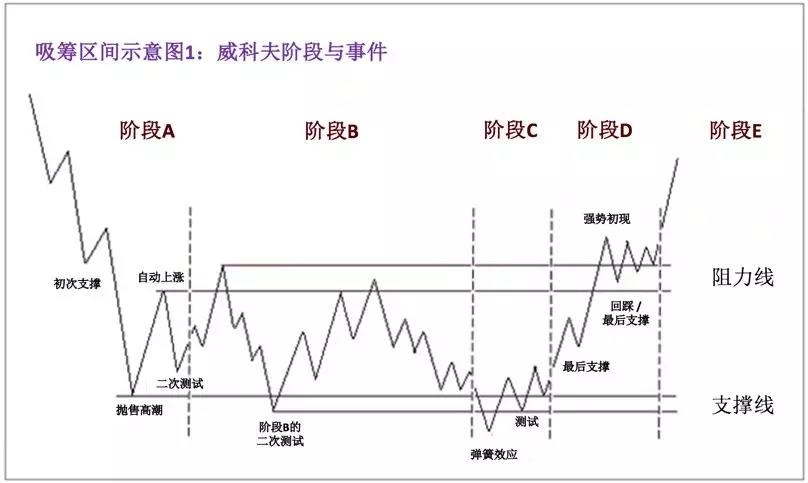 吸筹区间示意图1：威科夫阶段与事件
阶段A
阶段B
阶段C
阶段D
阶段E
强势初现
初次支撑
自动上涨
阻力线
回踩 /
最后支撑
最后支撑
二次测试
抛售高潮
支撑线
测试
阶段B的
二次测试
弹簧效应